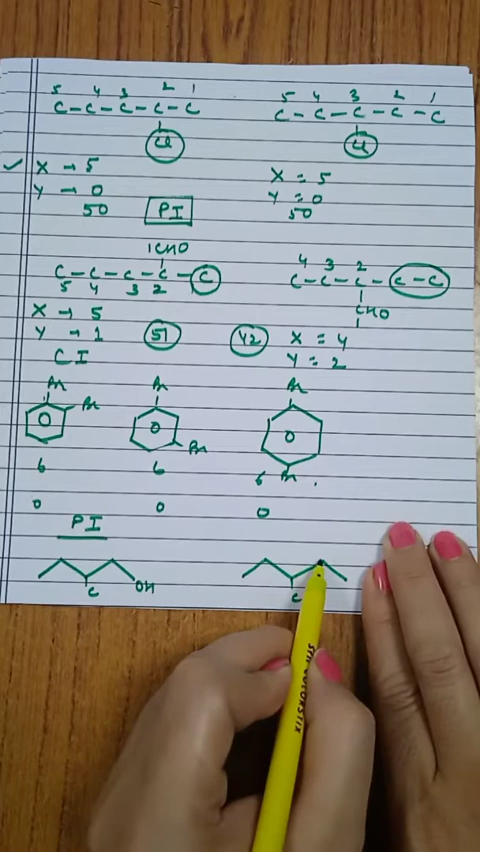 5 4 3 2 1
C-C-C-C-C
Cl
5 4 3 2 1
C-C-C-C-C
Cl
✓ X → 5
Y → 0
50 PI
X = 5
Y = 0
50
1CHO
C-C-C-C-C
5 4 3 2
X → 5
Y → 1 51
CI
4 3 2
C-C-C-C-C
CHO
1
42 X = 4
Y = 2
Br Br
Br Br
Br Br
6 6 6
0 0 0
PI
C OH
C